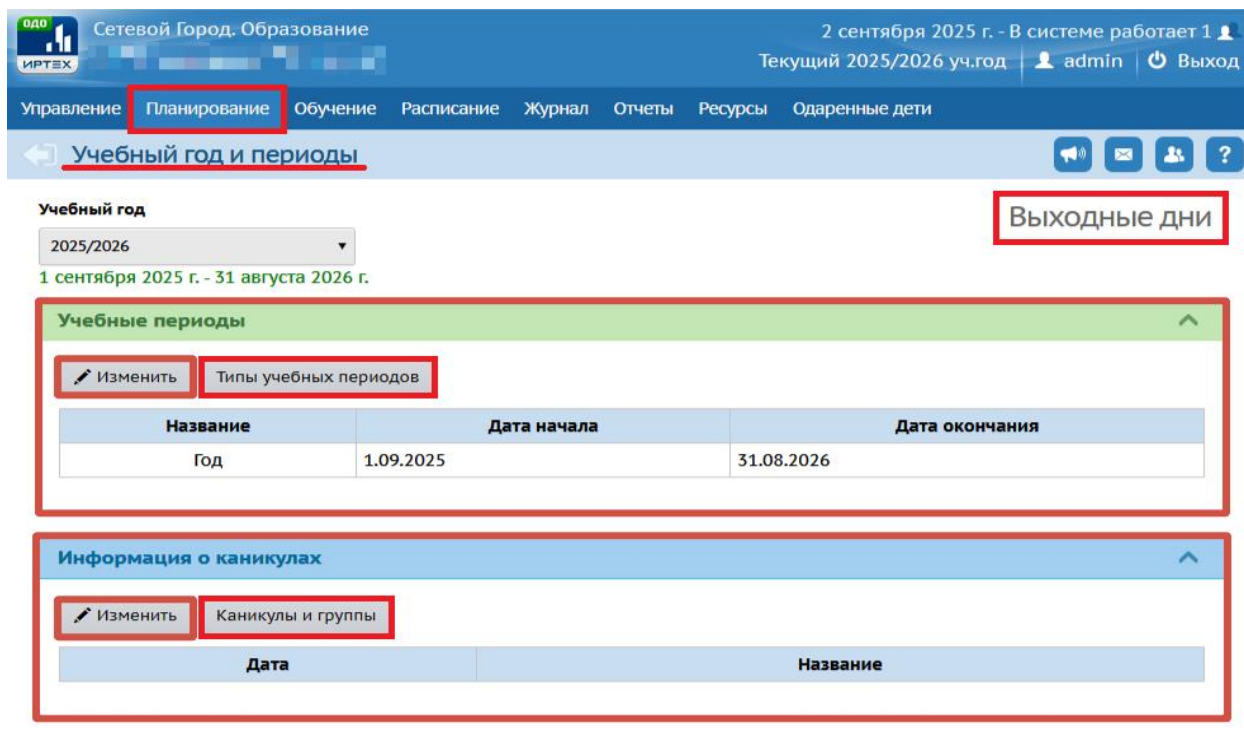 ОДО
ИРТЕХ
Сетевой Город. Образование
2 сентября 2025 г. - В системе работает 1
Текущий 2025/2026 уч.год admin Выход
Управление Планирование Обучение Расписание Журнал Отчеты Ресурсы Одаренные дети
Учебный год и периоды ?
Учебный год
Выходные дни
2025/2026
1 сентября 2025 г. - 31 августа 2026 г.
Учебные периоды
Изменить Типы учебных периодов
Название Дата начала Дата окончания
Год 1.09.2025 31.08.2026
Информация о каникулах
Изменить Каникулы и группы
Дата Название